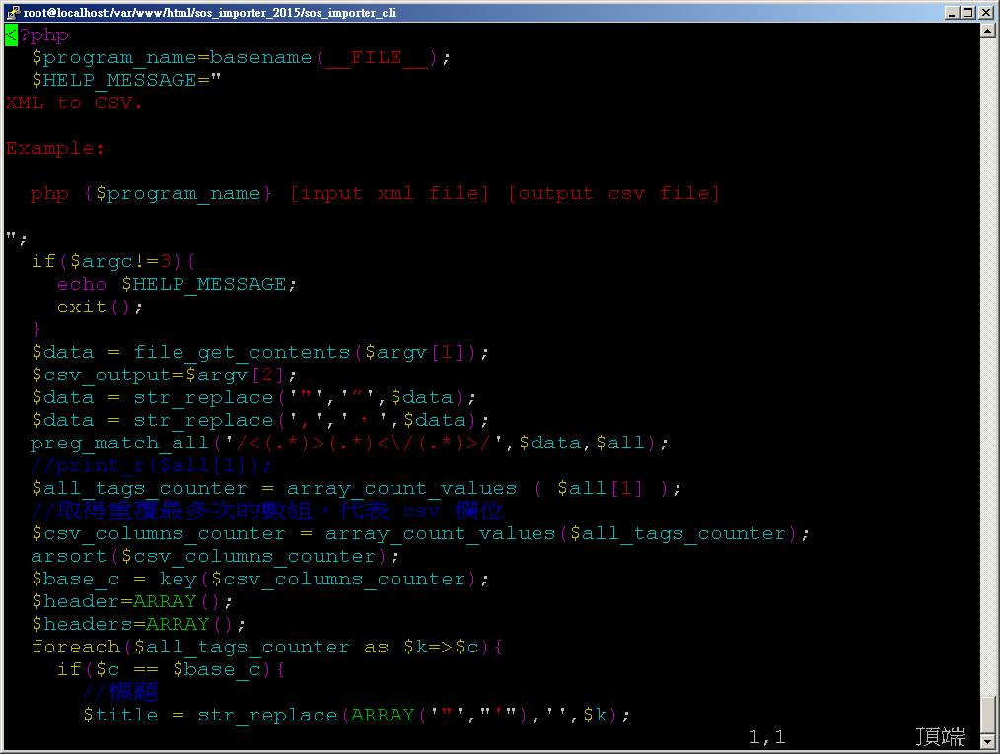 root@localhost:/var/www/html/sos_importer_2015/sos_importer_cli
<?php
  $program_name=basename(__FILE__);
  $HELP_MESSAGE="
XML to CSV.

Example:

  php {$program_name} [input xml file] [output csv file]

";
  if($argc!=3){
    echo $HELP_MESSAGE;
    exit();
  }
  $data = file_get_contents($argv[1]);
  $csv_output=$argv[2];
  $data = str_replace('"','”',$data);
  $data = str_replace(',','，',$data);
  preg_match_all('/<(.*)>(.*)<\/(.*)>/',$data,$all);
  //print_r($all[1]);
  $all_tags_counter = array_count_values ( $all[1] );
  //取得重覆最多次的數組，代表 csv 欄位
  $csv_columns_counter = array_count_values($all_tags_counter);
  arsort($csv_columns_counter);
  $base_c = key($csv_columns_counter);
  $header=ARRAY();
  $headers=ARRAY();
  foreach($all_tags_counter as $k=>$c){
    if($c == $base_c){
      //標題
      $title = str_replace(ARRAY('"',"'"),'',$k);
1,1 頂端